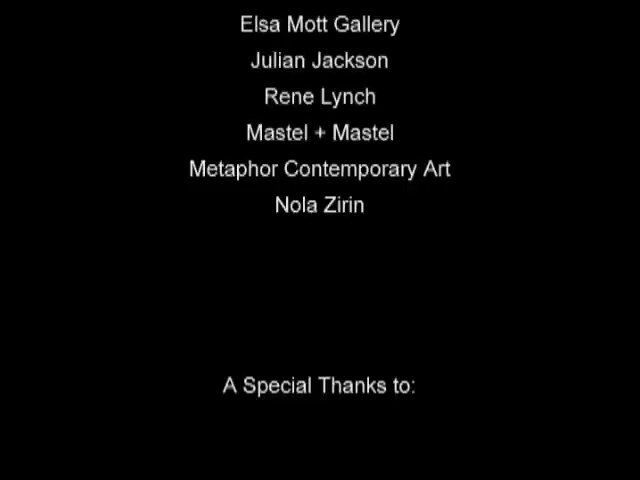 Elsa Mott Gallery
Julian Jackson
Rene Lynch
Mastel + Mastel
Metaphor Contemporary Art
Nola Zirin
A Special Thanks to: